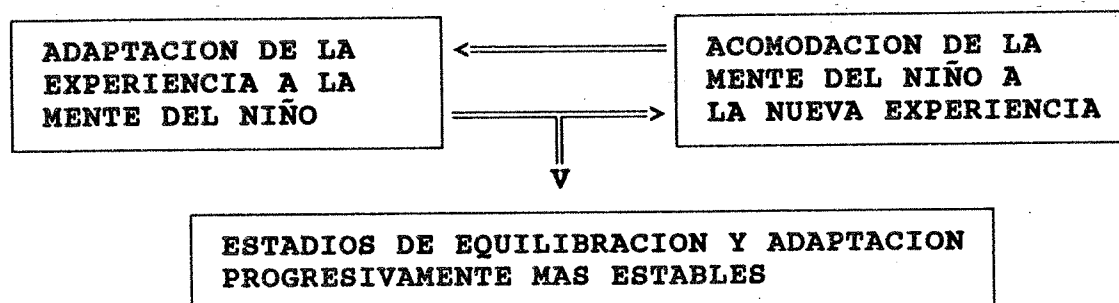 ADAPTACION DE LA
EXPERIENCIA A LA
MENTE DEL NIÑO
ACOMODACION DE LA
MENTE DEL NIÑO A
LA NUEVA EXPERIENCIA
ESTADIOS DE EQUILIBRACION Y ADAPTACION
PROGRESIVAMENTE MAS ESTABLES